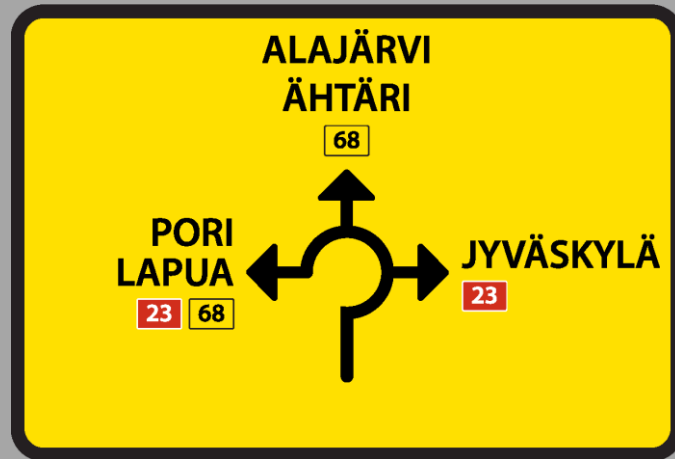 ALAJÄRVI
ÄHTÄRI
68
PORI
LAPUA
23 68
JYVÄSKYLÄ
23